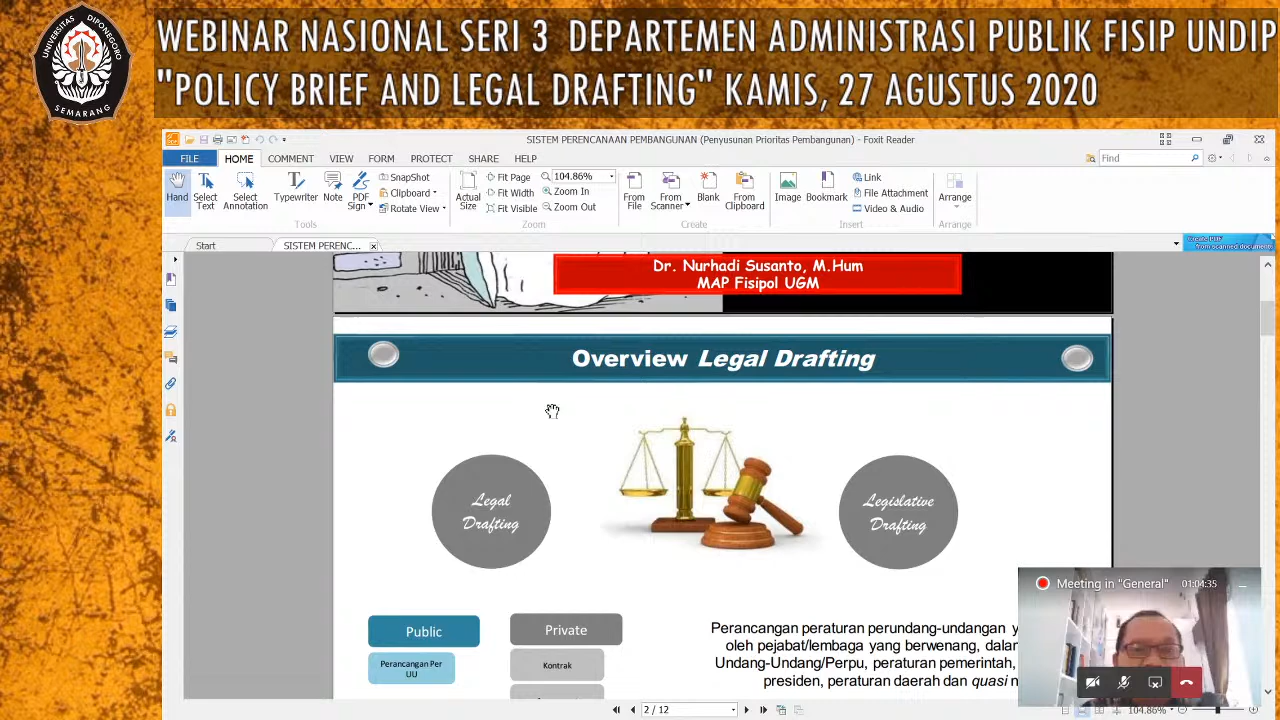 WEBINAR NASIONAL SERI 3 DEPARTEMEN ADMINISTRASI PUBLIK FISIP UNDIP
"POLICY BRIEF AND LEGAL DRAFTING" KAMIS, 27 AGUSTUS 2020
UNIVERSITAS DIPONEGORO
SEMARANG
SISTEM PERENCANAAN PEMBANGUNAN (Penyusunan Prioritas Pembangunan) - Foxit Reader
FILE HOME COMMENT VIEW FORM PROTECT SHARE HELP
Find
Hand
Select Text
Select Annotation
SnapShot
Clipboard
Rotate View
Tools
Typewriter
Note
PDF Sign
Actual Size
Fit Page
Fit Width
Fit Visible
104.86%
Zoom In
Zoom Out
Zoom
From File
From Scanner
Blank
From Clipboard
Create
Image
Bookmark
Link
File Attachment
Video & Audio
Insert
Arrange
Arrange
Start
SISTEM PERENC...
Create PDF
from scanned documents
Dr. Nurhadi Susanto, M.Hum
MAP Fisipol UGM
Overview Legal Drafting
Legal
Drafting
Legislative
Drafting
Public
Private
Perancangan Per
UU
Kontrak
Perancangan peraturan perundang-undangan y
oleh pejabat/lembaga yang berwenang, dalam
Undang-Undang/Perpu, peraturan pemerintah,
presiden, peraturan daerah dan quasi n
Meeting in "General" 01:04:35
2 / 12
104.86%